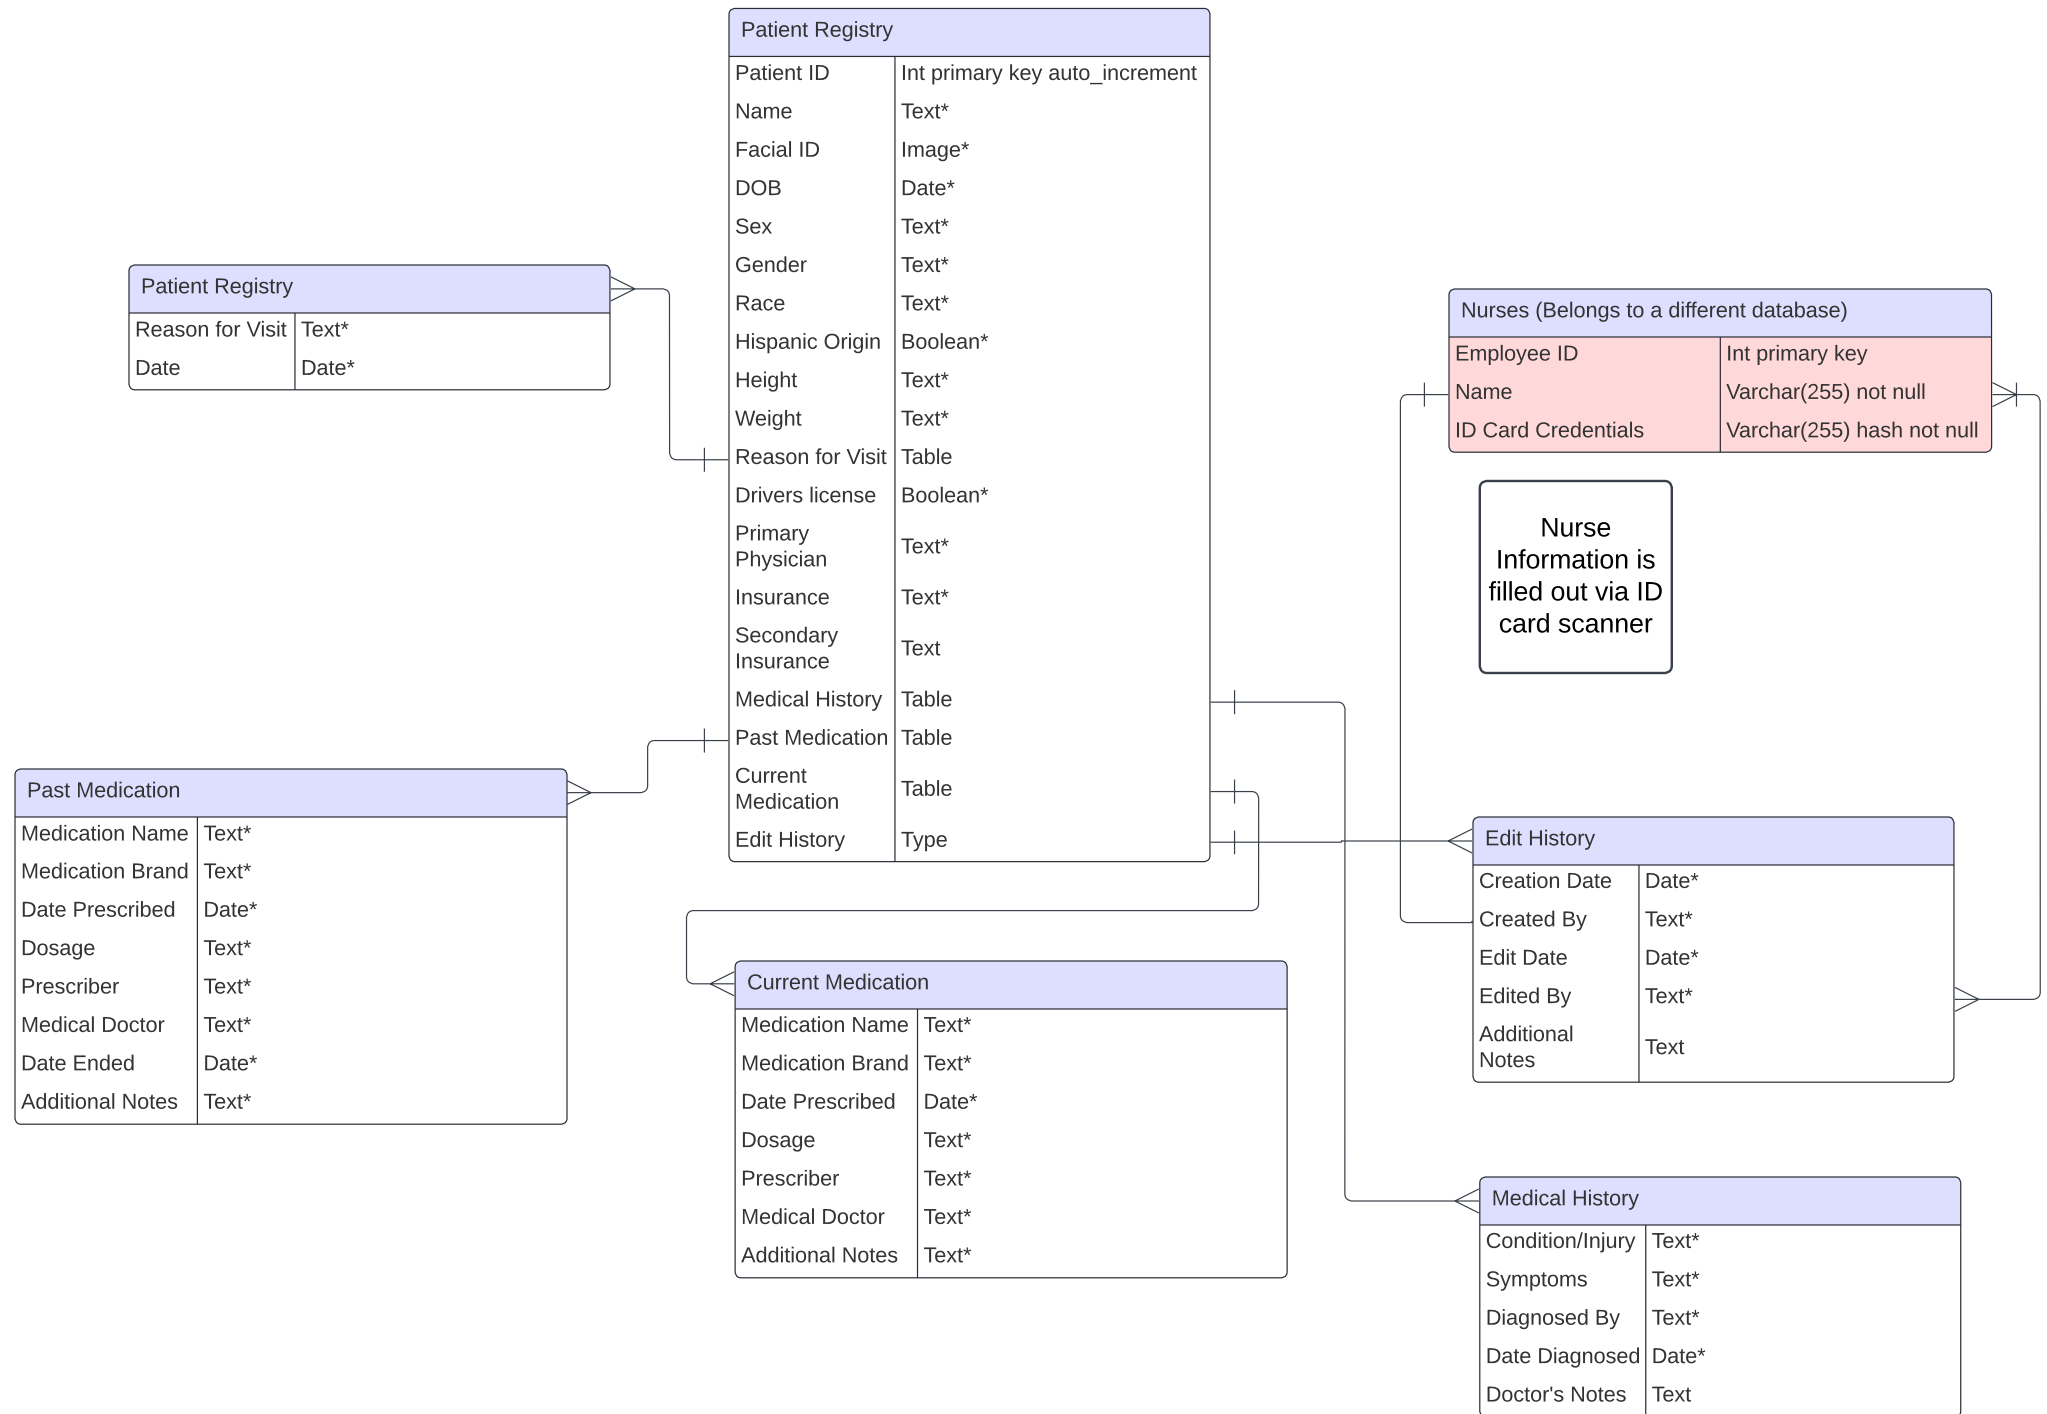 Patient Registry
Patient ID Int primary key auto_increment
Name Text*
Facial ID Image*
DOB Date*
Sex Text*
Gender Text*
Race Text*
Hispanic Origin Boolean*
Height Text*
Weight Text*
Reason for Visit Table
Drivers license Boolean*
Primary
Physician Text*
Insurance Text*
Secondary
Insurance Text
Medical History Table
Past Medication Table
Current
Medication Table
Edit History Type
Patient Registry
Reason for Visit Text*
Date Date*
Nurses (Belongs to a different database)
Employee ID Int primary key
Name Varchar(255) not null
ID Card Credentials Varchar(255) hash not null
Nurse
Information is
filled out via ID
card scanner
Past Medication
Medication Name Text*
Medication Brand Text*
Date Prescribed Date*
Dosage Text*
Prescriber Text*
Medical Doctor Text*
Date Ended Date*
Additional Notes Text*
Current Medication
Medication Name Text*
Medication Brand Text*
Date Prescribed Date*
Dosage Text*
Prescriber Text*
Medical Doctor Text*
Additional Notes Text*
Edit History
Creation Date Date*
Created By Text*
Edit Date Date*
Edited By Text*
Additional
Notes Text
Medical History
Condition/Injury Text*
Symptoms Text*
Diagnosed By Text*
Date Diagnosed Date*
Doctor's Notes Text